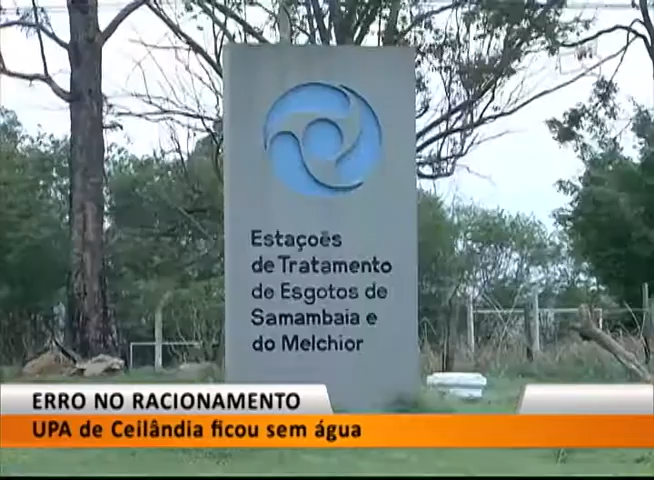 Estações
de Tratamento
de Esgotos de
Samambaia e
do Melchior
ERRO NO RACIONAMENTO
UPA de Ceilândia ficou sem água